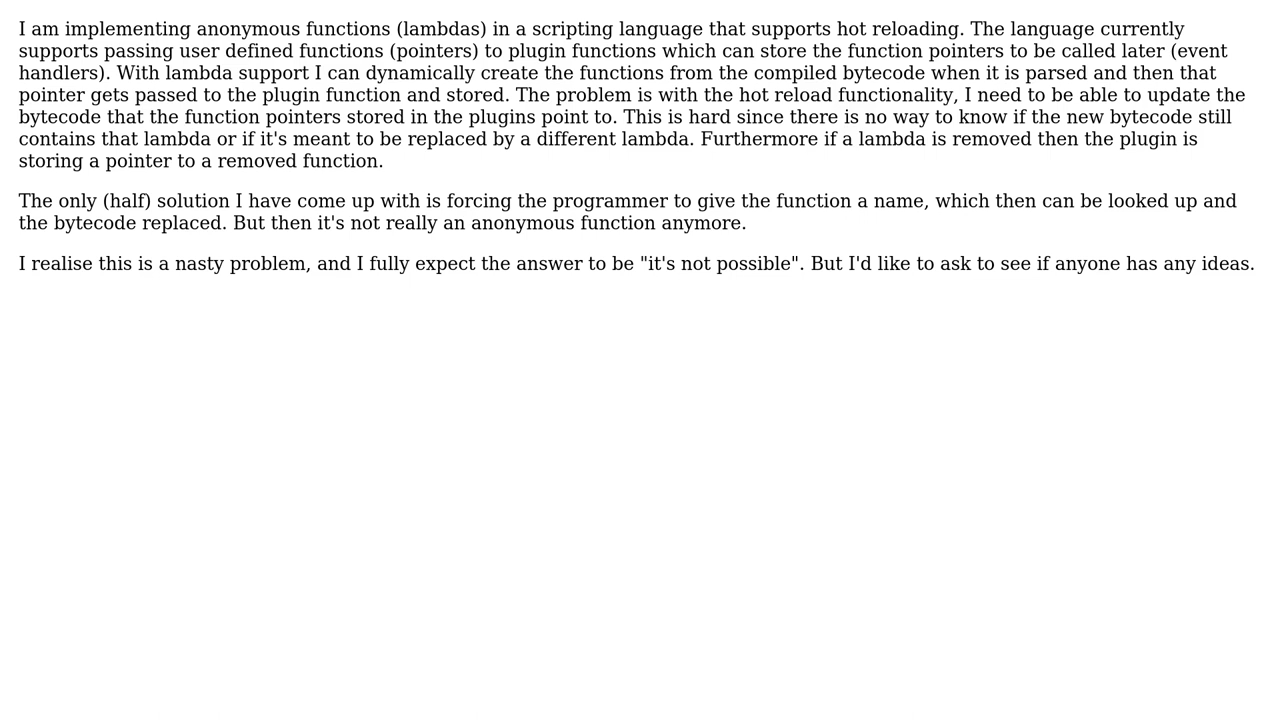 I am implementing anonymous functions (lambdas) in a scripting language that supports hot reloading. The language currently
supports passing user defined functions (pointers) to plugin functions which can store the function pointers to be called later (event
handlers). With lambda support I can dynamically create the functions from the compiled bytecode when it is parsed and then that
pointer gets passed to the plugin function and stored. The problem is with the hot reload functionality, I need to be able to update the
bytecode that the function pointers stored in the plugins point to. This is hard since there is no way to know if the new bytecode still
contains that lambda or if it's meant to be replaced by a different lambda. Furthermore if a lambda is removed then the plugin is
storing a pointer to a removed function.
The only (half) solution I have come up with is forcing the programmer to give the function a name, which then can be looked up and
the bytecode replaced. But then it's not really an anonymous function anymore.
I realise this is a nasty problem, and I fully expect the answer to be "it's not possible". But I'd like to ask to see if anyone has any ideas.